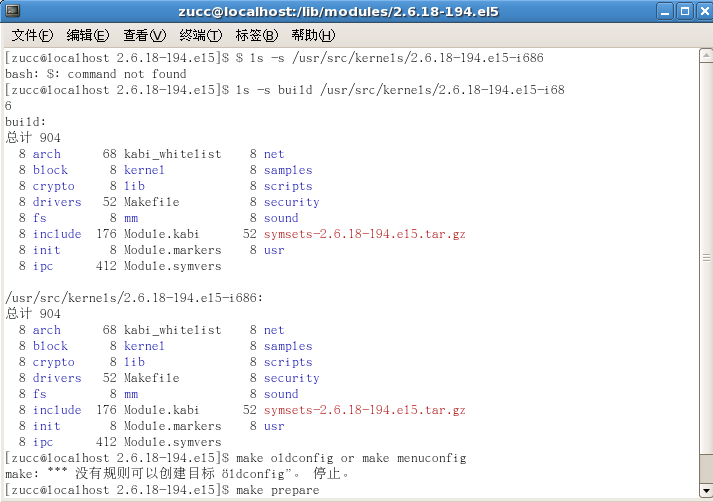 zucc@localhost:/lib/modules/2.6.18-194.el5
文件(F) 编辑(E) 查看(V) 终端(T) 标签(B) 帮助(H)
[zucc@localhost 2.6.18-194.el5]$ $ ls -s /usr/src/kernels/2.6.18-194.el5-i686
bash: $: command not found
[zucc@localhost 2.6.18-194.el5]$ ls -s build /usr/src/kernels/2.6.18-194.el5-i68
6
build:
总计 904
8 arch 68 kabi_whitelist 8 net
8 block 8 kernel 8 samples
8 crypto 8 lib 8 scripts
8 drivers 52 Makefile 8 security
8 fs 8 mm 8 sound
8 include 176 Module.kabi 52 symsets-2.6.18-194.el5.tar.gz
8 init 8 Module.markers 8 usr
8 ipc 412 Module.symvers
/usr/src/kernels/2.6.18-194.el5-i686:
总计 904
8 arch 68 kabi_whitelist 8 net
8 block 8 kernel 8 samples
8 crypto 8 lib 8 scripts
8 drivers 52 Makefile 8 security
8 fs 8 mm 8 sound
8 include 176 Module.kabi 52 symsets-2.6.18-194.el5.tar.gz
8 init 8 Module.markers 8 usr
8 ipc 412 Module.symvers
[zucc@localhost 2.6.18-194.el5]$ make oldconfig or make menuconfig
make: *** 没有规则可以创建目标“oldconfig”。 停止。
[zucc@localhost 2.6.18-194.el5]$ make prepare